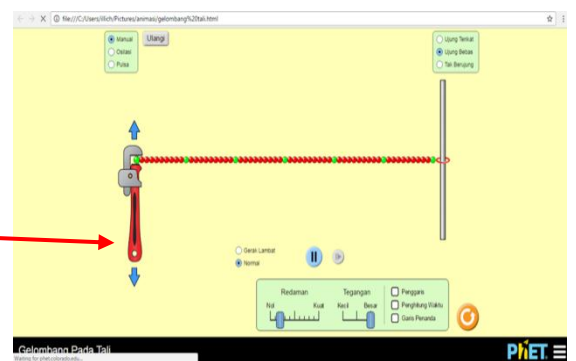 file:///C:/Users/illich/Pictures/animasi/gelombang%20tali.html
Manual
Osilasi
Pulsa
Ulangi
Ujung Terikat
Ujung Bebas
Tali Berujung
Gerak Lambat
Normal
Redaman
Nol
Kuat
Tegangan
Kecil
Besar
Penggaris
Penghitung Waktu
Garis Penanda
Gelombang Pada Tali
PhET
Waiting for phet.colorado.edu...